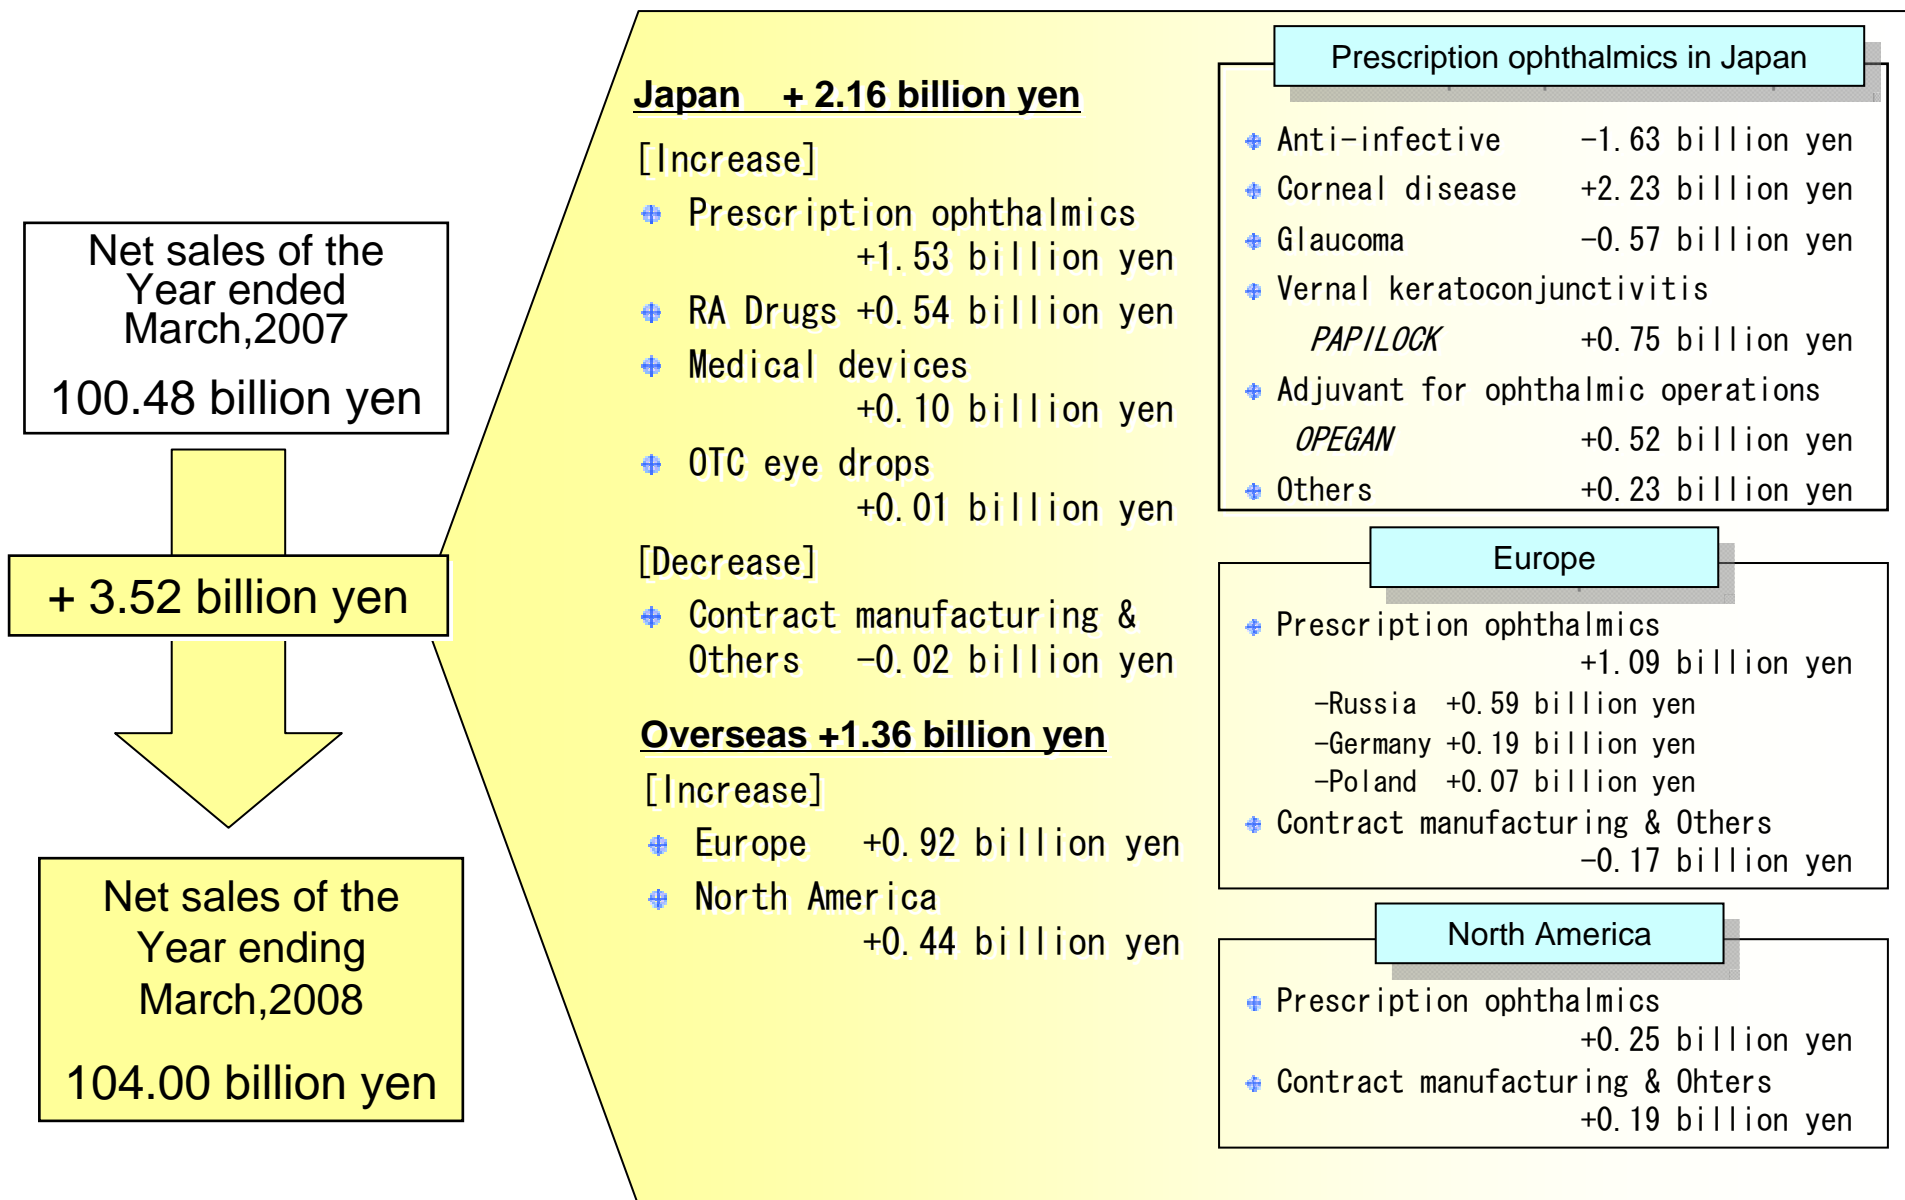 Net sales of the
Year ended
March,2007
100.48 billion yen
+ 3.52 billion yen
Net sales of the
Year ending
March,2008
104.00 billion yen
Japan + 2.16 billion yen
[Increase]
Prescription ophthalmics
+1.53 billion yen
RA Drugs +0.54 billion yen
Medical devices
+0.10 billion yen
OTC eye drops
+0.01 billion yen
[Decrease]
Contract manufacturing &
Others -0.02 billion yen
Overseas +1.36 billion yen
[Increase]
Europe +0.92 billion yen
North America
+0.44 billion yen
Prescription ophthalmics in Japan
Anti-infective -1.63 billion yen
Corneal disease +2.23 billion yen
Glaucoma -0.57 billion yen
Vernal keratoconjunctivitis
PAPILOCK +0.75 billion yen
Adjuvant for ophthalmic operations
OPEGAN +0.52 billion yen
Others +0.23 billion yen
Europe
Prescription ophthalmics
+1.09 billion yen
-Russia +0.59 billion yen
-Germany +0.19 billion yen
-Poland +0.07 billion yen
Contract manufacturing & Others
-0.17 billion yen
North America
Prescription ophthalmics
+0.25 billion yen
Contract manufacturing & Ohters
+0.19 billion yen